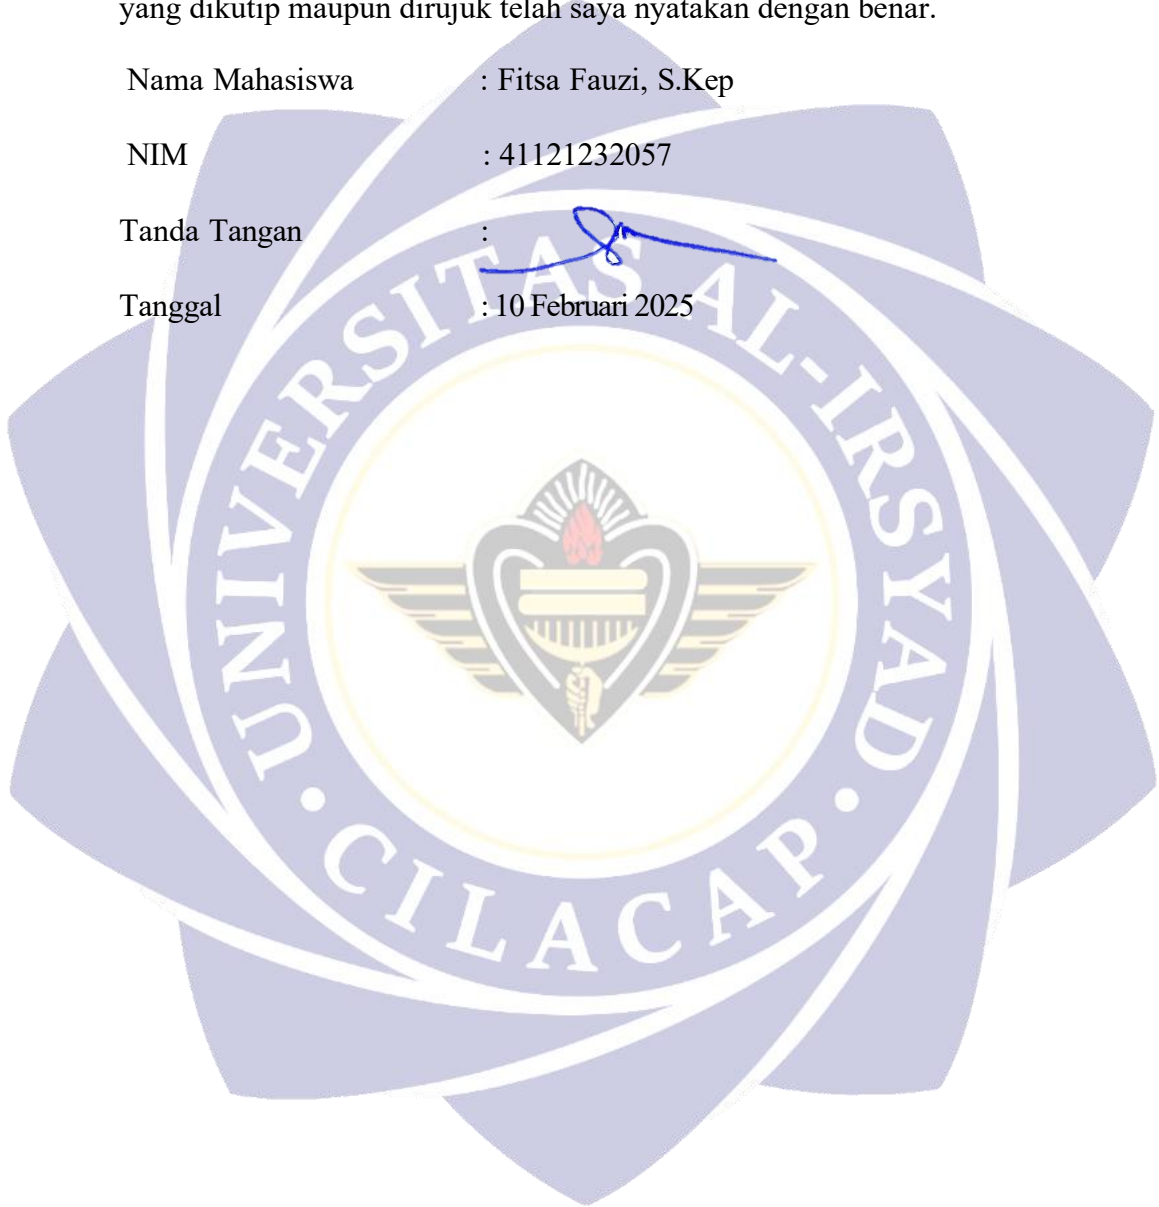 yang dikutip maupun dirujuk telah saya nyatakan dengan benar.
Nama Mahasiswa : Fitsa Fauzi, S.Kep
NIM : 41121232057
Tanda Tangan :
Tanggal : 10 Februari 2025
UNIVERSITAS AL-IRSYAD
CILACAP